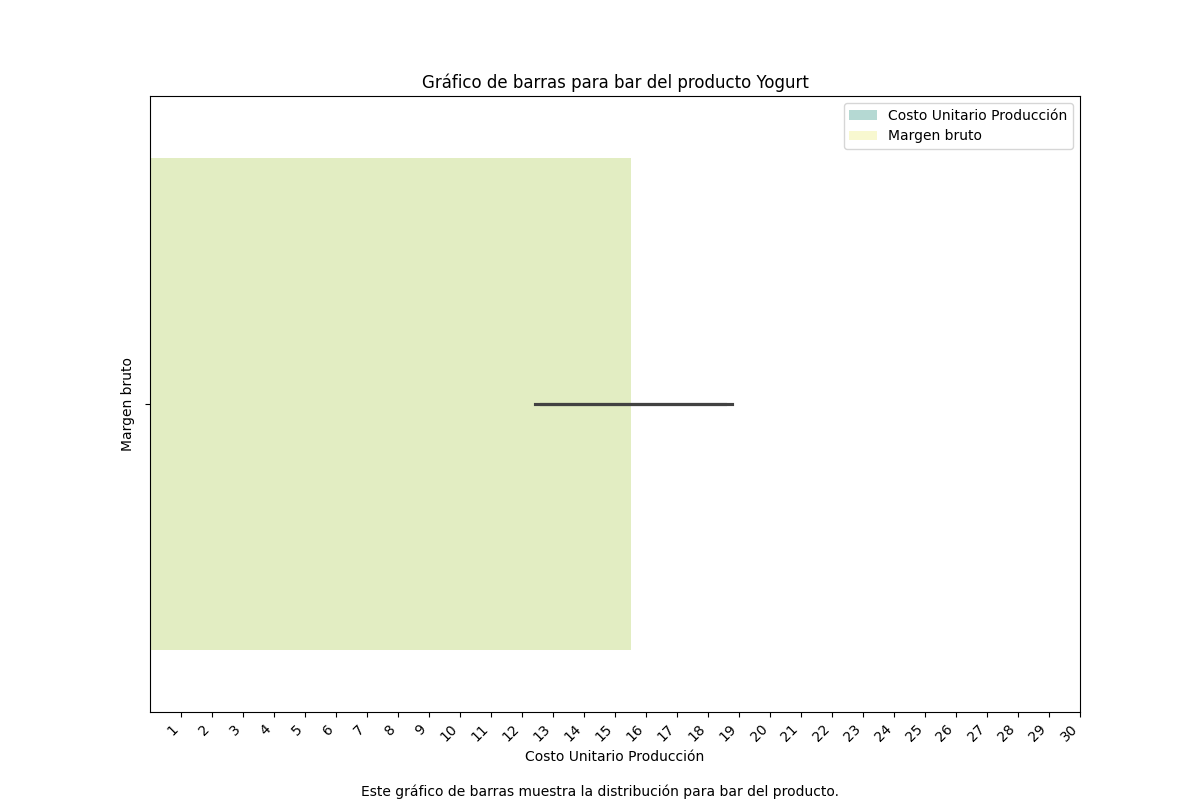 Gráfico de barras para bar del producto Yogurt
Costo Unitario Producción
Margen bruto
Margen bruto
1 2 3 4 5 6 7 8 9 10 11 12 13 14 15 16 17 18 19 20 21 22 23 24 25 26 27 28 29 30
Costo Unitario Producción
Este gráfico de barras muestra la distribución para bar del producto.